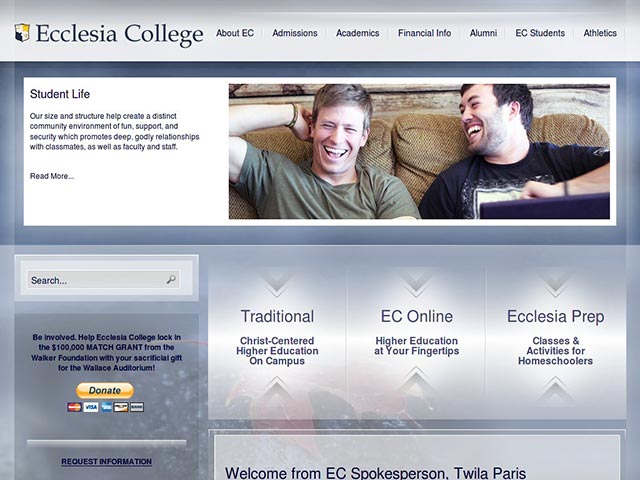 Ecclesia College
About EC
Admissions
Academics
Financial Info
Alumni
EC Students
Athletics
Student Life
Our size and structure help create a distinct
community environment of fun, support, and
security which promotes deep, godly relationships
with classmates, as well as faculty and staff.
Read More...
Search...
Be involved. Help Ecclesia College lock in
the $100,000 MATCH GRANT from the
Walker Foundation with your sacrificial gift
for the Wallace Auditorium!
Donate
VISA
BANK
REQUEST INFORMATION
Traditional
Christ-Centered
Higher Education
On Campus
EC Online
Higher Education
at Your Fingertips
Ecclesia Prep
Classes &
Activities for
Homeschoolers
Welcome from EC Spokesperson, Twila Paris